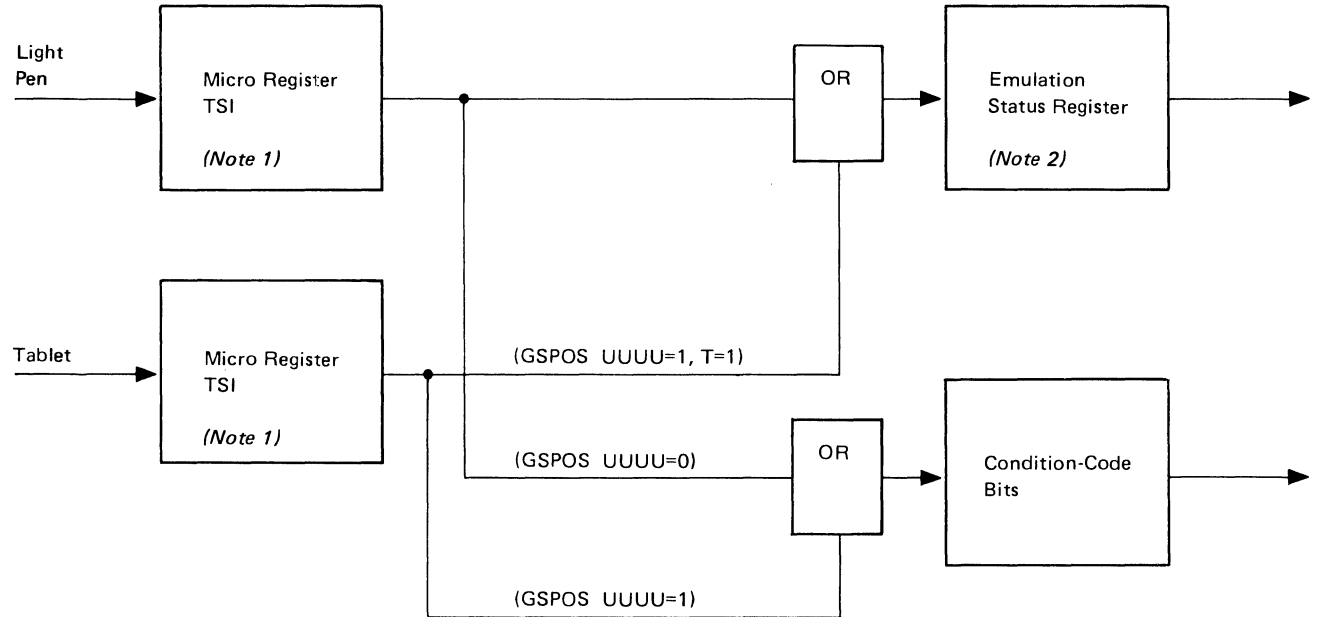 Light
Pen
Micro Register
TSI
(Note 1)
OR
Emulation
Status Register
(Note 2)
Tablet
Micro Register
TSI
(Note 1)
(GSPOS UUUU=1, T=1)
(GSPOS UUUU=0)
OR
Condition-Code
Bits
(GSPOS UUUU=1)